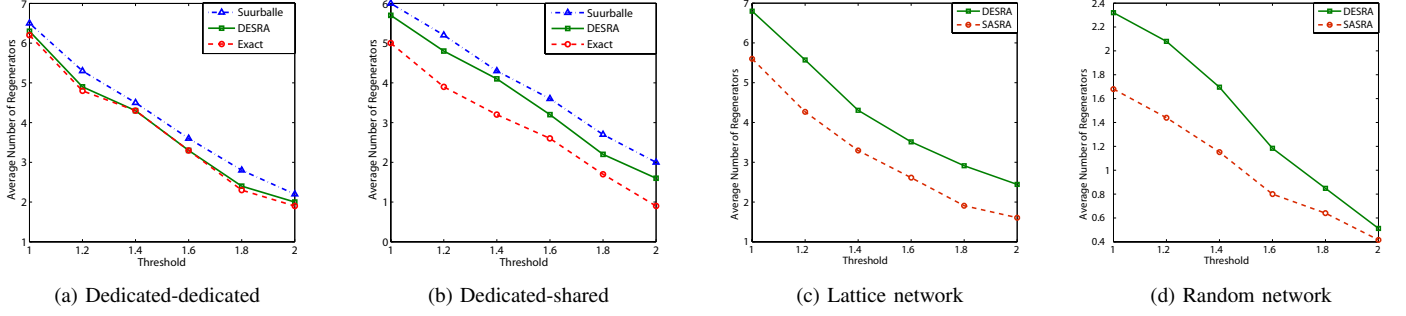 7
6
5
4
3
2
1
1
1.2
1.4
1.6
1.8
2
Average Number of Regenerators
Threshold
Suurballe
DESRA
Exact
(a) Dedicated-dedicated
6
5
4
3
2
1
0
1
1.2
1.4
1.6
1.8
2
Average Number of Regenerators
Threshold
Suurballe
DESRA
Exact
(b) Dedicated-shared
7
6
5
4
3
2
1
1
1.2
1.4
1.6
1.8
2
Average Number of Regenerators
Threshold
DESRA
SASRA
(c) Lattice network
2.4
2.2
2
1.8
1.6
1.4
1.2
1
0.8
0.6
0.4
1
1.2
1.4
1.6
1.8
2
Average Number of Regenerators
Threshold
DESRA
SASRA
(d) Random network